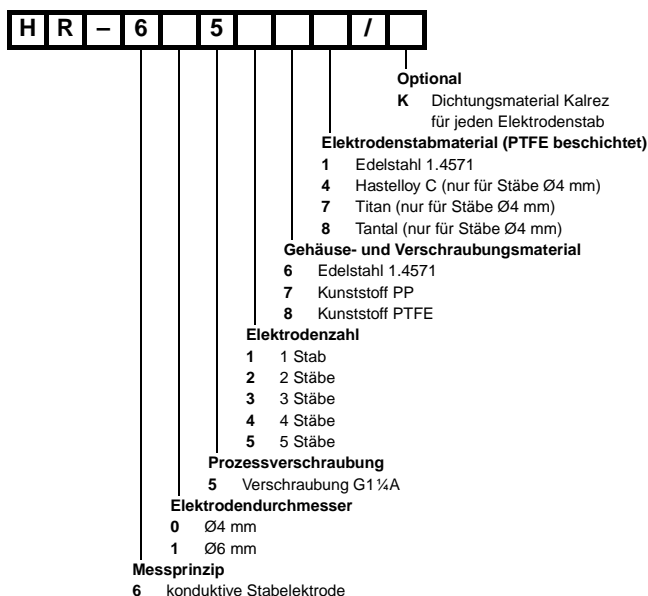 H R – 6 5 /
Optional
K Dichtungsmaterial Kalrez
für jeden Elektrodenstab
Elektrodenstabmaterial (PTFE beschichtet)
1 Edelstahl 1.4571
4 Hastelloy C (nur für Stäbe Ø4 mm)
7 Titan (nur für Stäbe Ø4 mm)
8 Tantal (nur für Stäbe Ø4 mm)
Gehäuse- und Verschraubungsmaterial
6 Edelstahl 1.4571
7 Kunststoff PP
8 Kunststoff PTFE
Elektrodenzahl
1 1 Stab
2 2 Stäbe
3 3 Stäbe
4 4 Stäbe
5 5 Stäbe
Prozessverschraubung
5 Verschraubung G1¼A
Elektrodendurchmesser
0 Ø4 mm
1 Ø6 mm
Messprinzip
6 konduktive Stabelektrode